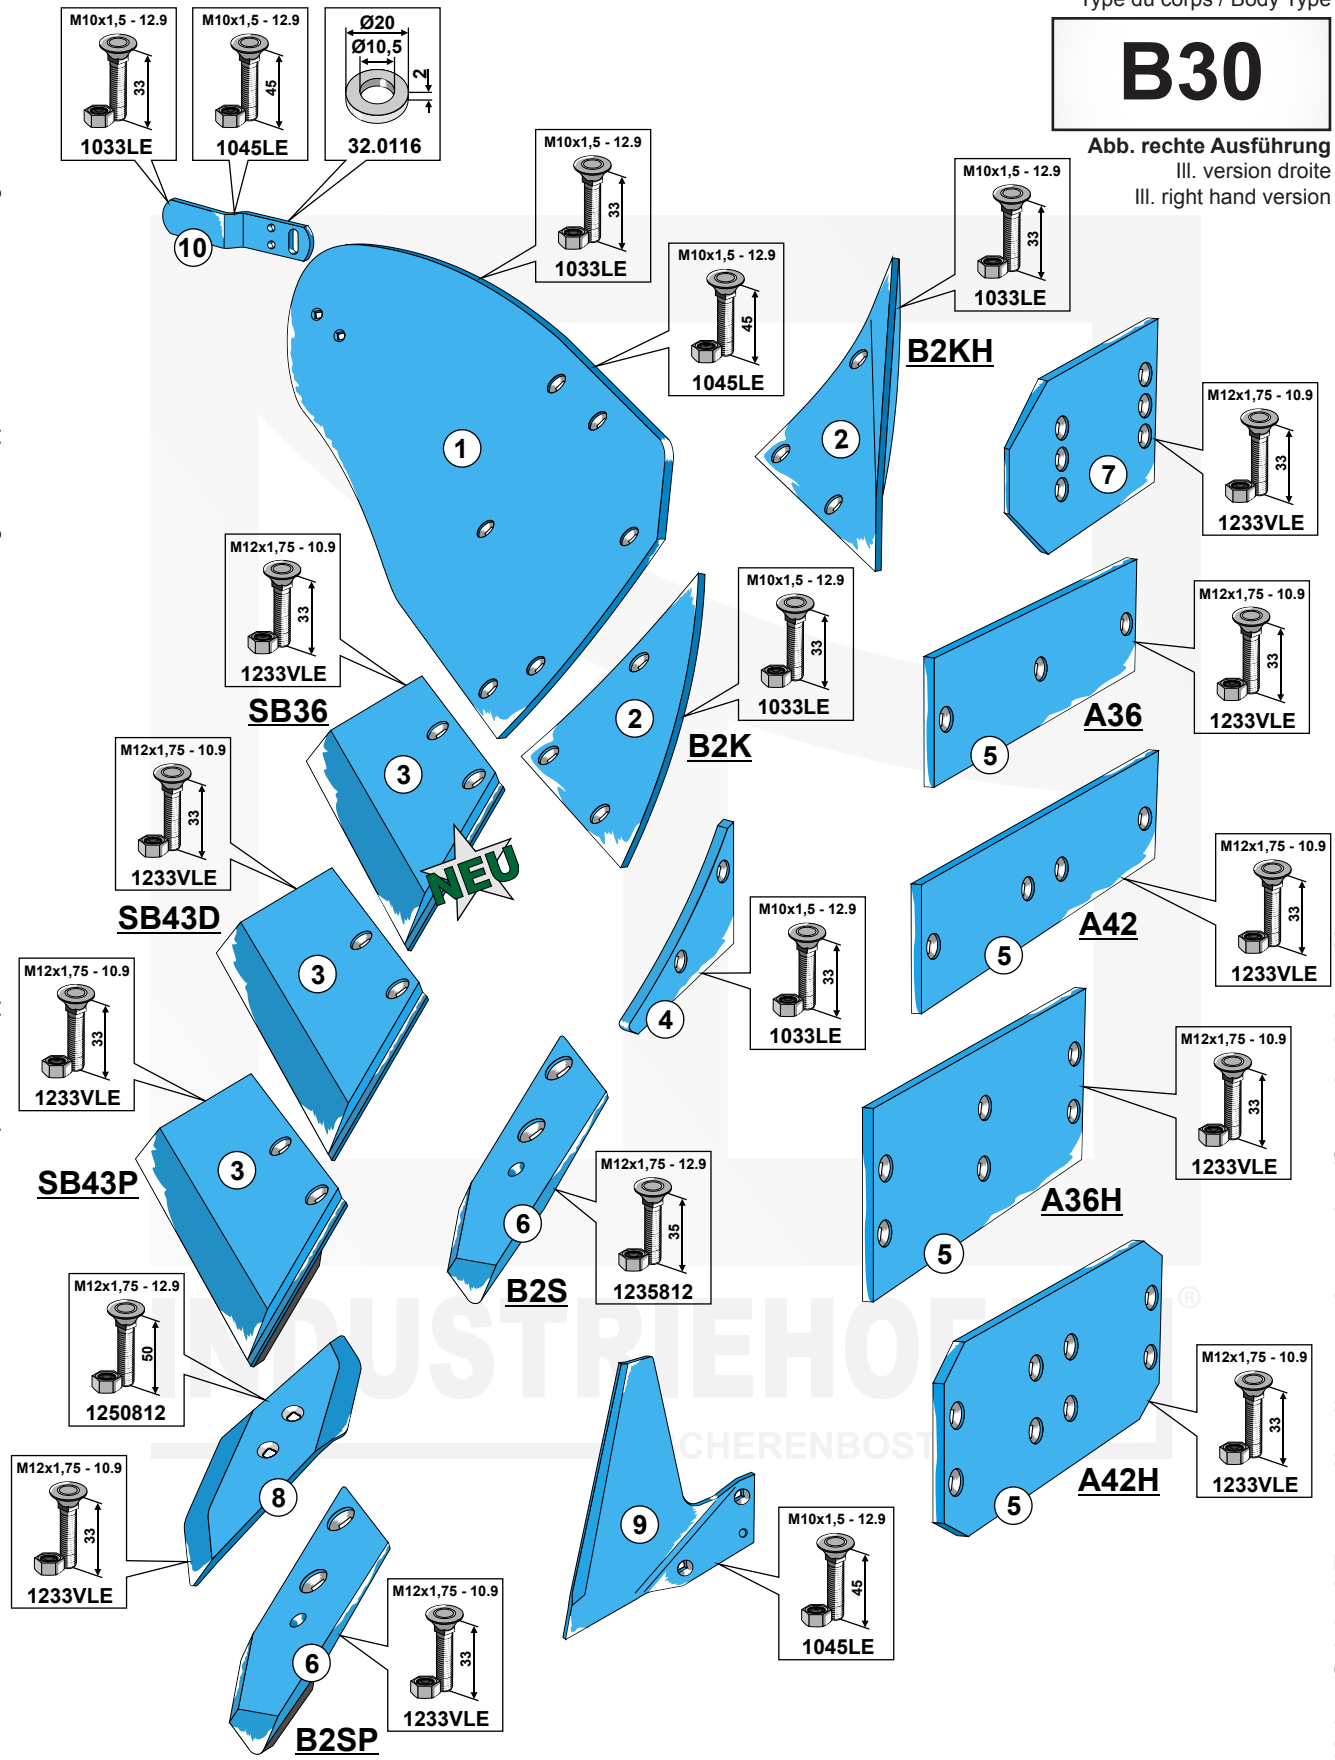 Type du corps / Body Type
B30
Abb. rechte Ausführung
Ill. version droite
Ill. right hand version
M10x1,5 - 12.9
33
1033LE
M10x1,5 - 12.9
45
1045LE
Ø20
Ø10,5
2
32.0116
10
M10x1,5 - 12.9
33
1033LE
M10x1,5 - 12.9
45
1045LE
1
M10x1,5 - 12.9
33
1033LE
B2KH
2
7
M12x1,75 - 10.9
33
1233VLE
M12x1,75 - 10.9
33
1233VLE
SB36
3
NEU
M10x1,5 - 12.9
33
1033LE
2
B2K
M12x1,75 - 10.9
33
1233VLE
A36
5
M12x1,75 - 10.9
33
1233VLE
SB43D
3
M10x1,5 - 12.9
33
1033LE
4
M12x1,75 - 10.9
33
1233VLE
A42
5
M12x1,75 - 10.9
33
1233VLE
SB43P
3
M12x1,75 - 12.9
35
1235812
6
B2S
M12x1,75 - 10.9
33
1233VLE
A36H
5
M12x1,75 - 12.9
50
1250812
8
M12x1,75 - 10.9
33
1233VLE
M12x1,75 - 10.9
33
1233VLE
6
B2SP
9
M10x1,5 - 12.9
45
1045LE
M12x1,75 - 10.9
33
1233VLE
A42H
5
INDUSTRIEHOF
®